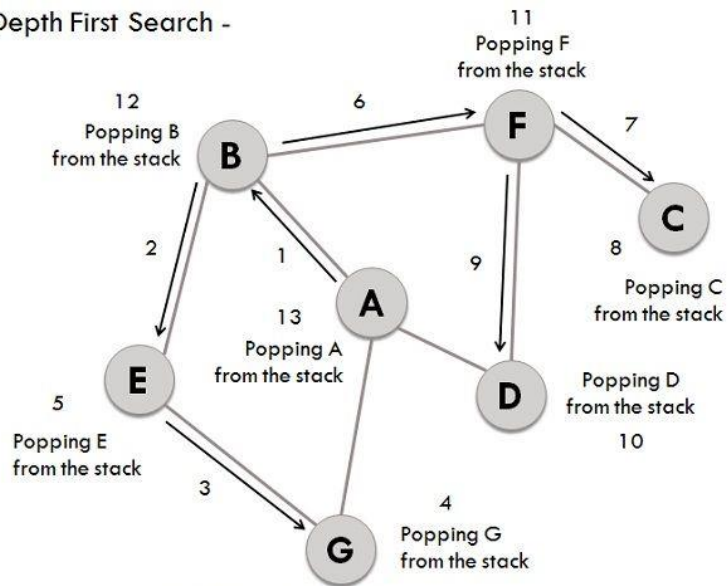 Depth First Search -
11
Popping F
from the stack
12
Popping B
from the stack
6
F
7
B
C
2
1
9
8
Popping C
from the stack
A
13
Popping A
from the stack
E
D
Popping D
from the stack
10
5
Popping E
from the stack
3
4
Popping G
from the stack
G